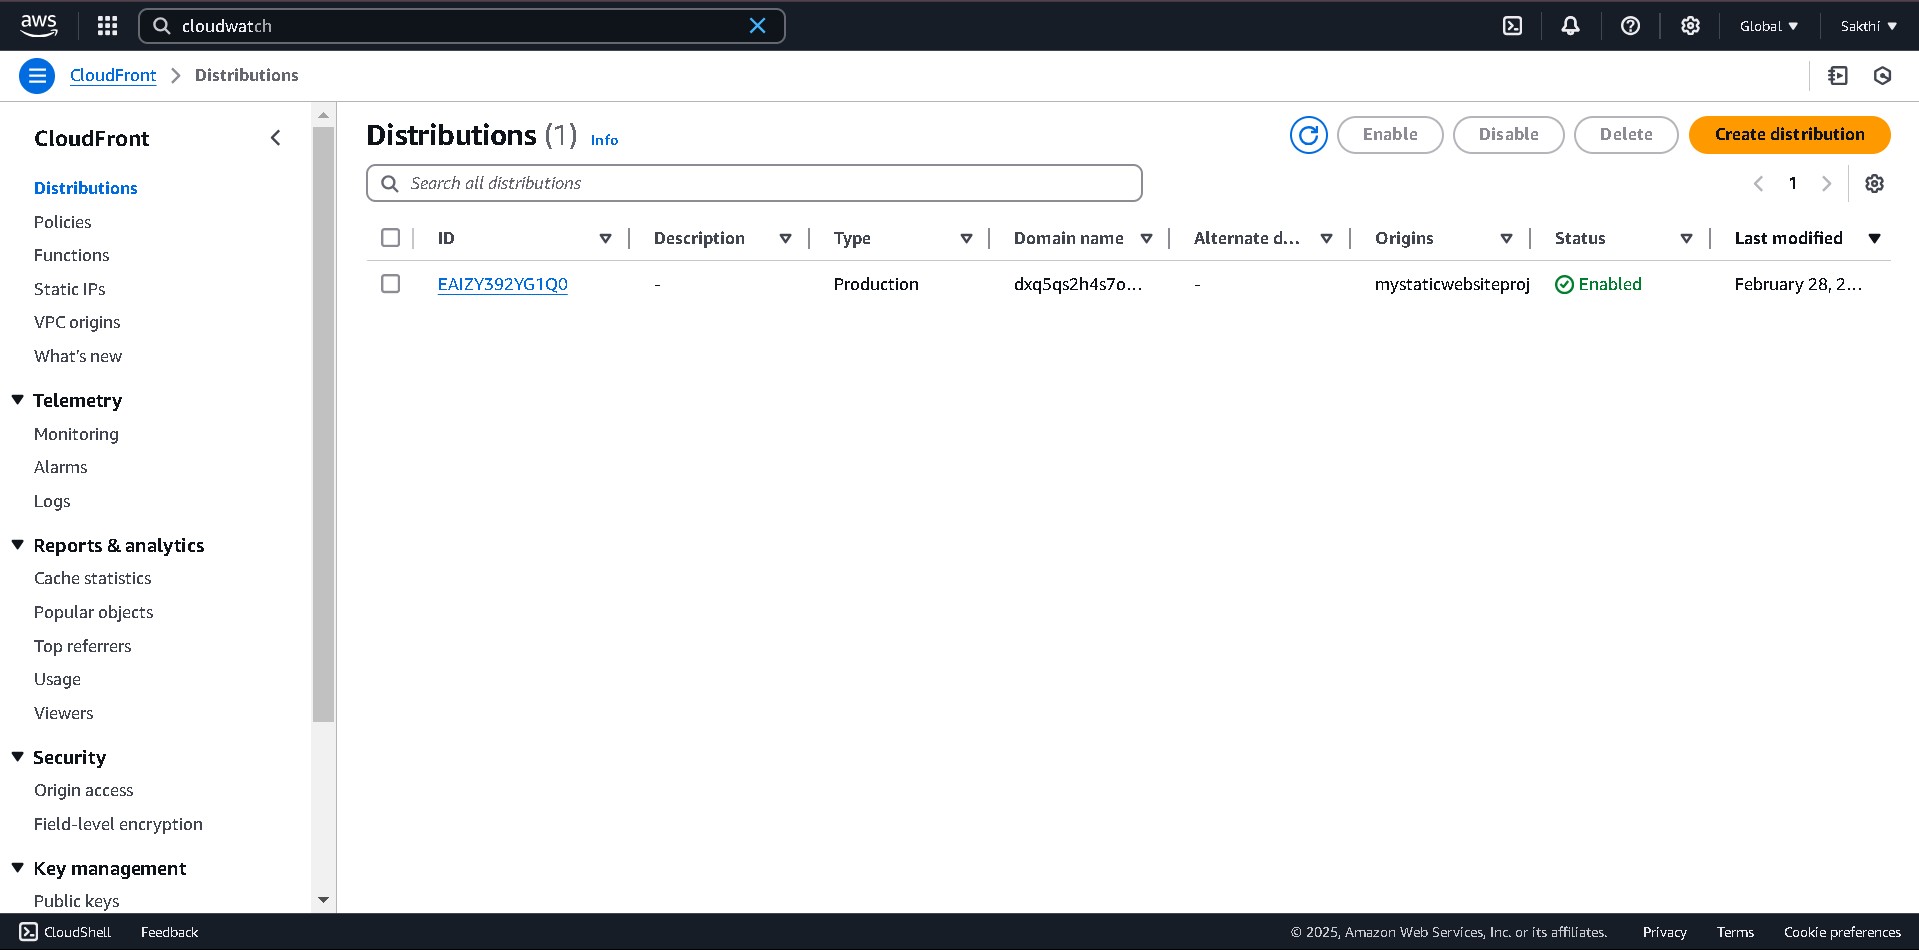 aws
cloudwatch
Global
Sakthi
CloudFront
Distributions
CloudFront
Distributions
Policies
Functions
Static IPs
VPC origins
What's new
Telemetry
Monitoring
Alarms
Logs
Reports & analytics
Cache statistics
Popular objects
Top referrers
Usage
Viewers
Security
Origin access
Field-level encryption
Key management
Public keys
Distributions (1) Info
Enable
Disable
Delete
Create distribution
Search all distributions
1
ID Description Type Domain name Alternate d... Origins Status Last modified
EAIZY392YG1Q0 - Production dxq5qs2h4s7o... - mystaticwebsiteproj Enabled February 28, 2...
CloudShell Feedback © 2025, Amazon Web Services, Inc. or its affiliates. Privacy Terms Cookie preferences